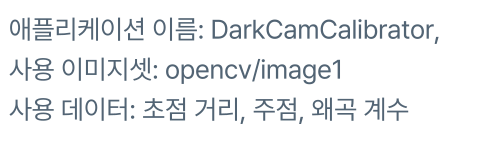 애플리케이션 이름: DarkCamCalibrator,
사용 이미지셋: opencv/image1
사용 데이터: 초점 거리, 주점, 왜곡 계수